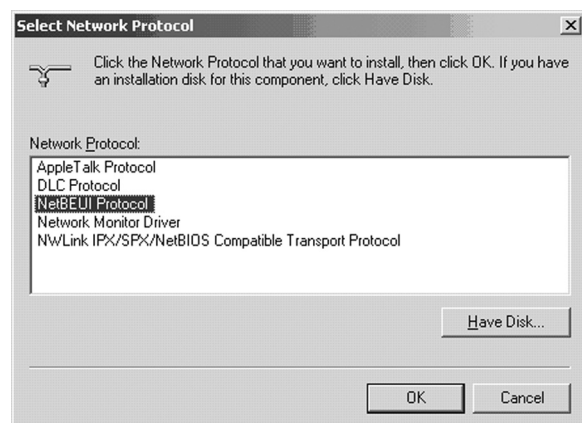 Select Network Protocol
Click the Network Protocol that you want to install, then click OK. If you have
an installation disk for this component, click Have Disk.
Network Protocol:
AppleTalk Protocol
DLC Protocol
NetBEUI Protocol
Network Monitor Driver
NWLink IPX/SPX/NetBIOS Compatible Transport Protocol
Have Disk...
OK
Cancel